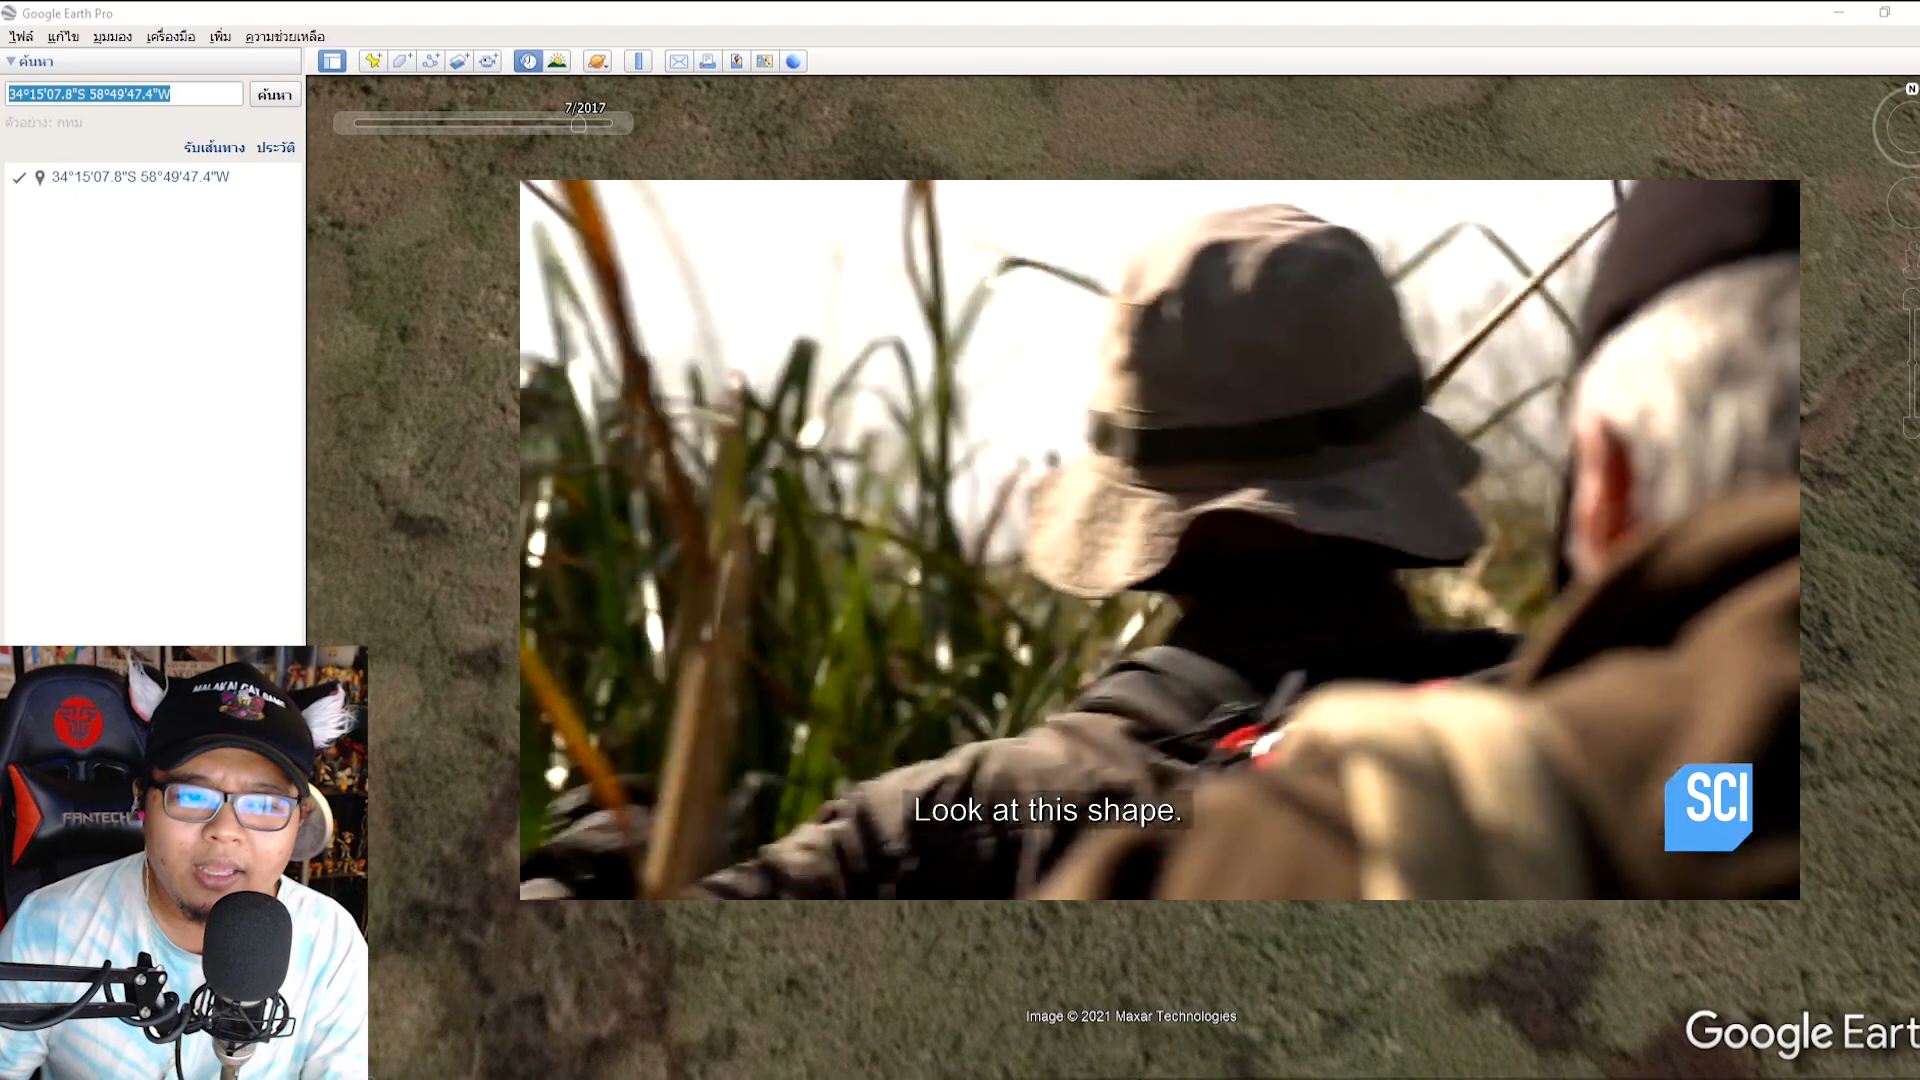 Google Earth Pro
ไฟล์ แก้ไข มุมมอง เครื่องมือ เพิ่ม ความช่วยเหลือ
ค้นหา
34°15'07.8"S 58°49'47.4"W
ค้นหา
ตัวอย่าง: กทม
รับเส้นทาง ประวัติ
34°15'07.8"S 58°49'47.4"W
7/2017
N
Look at this shape.
SCI
FANTECH
Image © 2021 Maxar Technologies
Google Eart